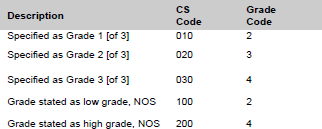 Description CS Code Grade Code
Specified as Grade 1 [of 3] 010 2
Specified as Grade 2 [of 3] 020 3
Specified as Grade 3 [of 3] 030 4
Grade stated as low grade, NOS 100 2
Grade stated as high grade, NOS 200 4